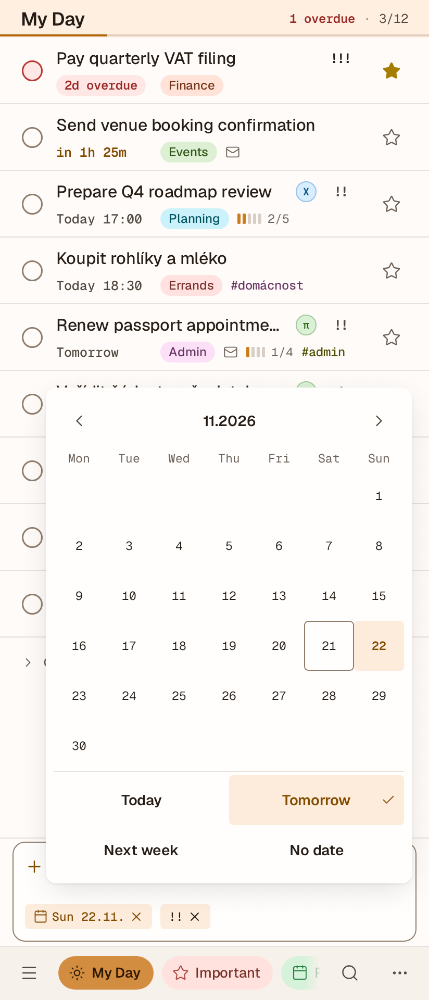 My Day 1 overdue · 3/12
Pay quarterly VAT filing !!!
2d overdue Finance
Send venue booking confirmation
in 1h 25m Events
Prepare Q4 roadmap review X !!
Today 17:00 Planning 2/5
Koupit rohlíky a mléko
Today 18:30 Errands #domácnost
Renew passport appointme… π !!
Tomorrow Admin 1/4 #admin
11.2026
Mon Tue Wed Thu Fri Sat Sun
1
2 3 4 5 6 7 8
9 10 11 12 13 14 15
16 17 18 19 20 21 22
23 24 25 26 27 28 29
30
Today Tomorrow
Next week No date
Sun 22.11. !!
My Day Important